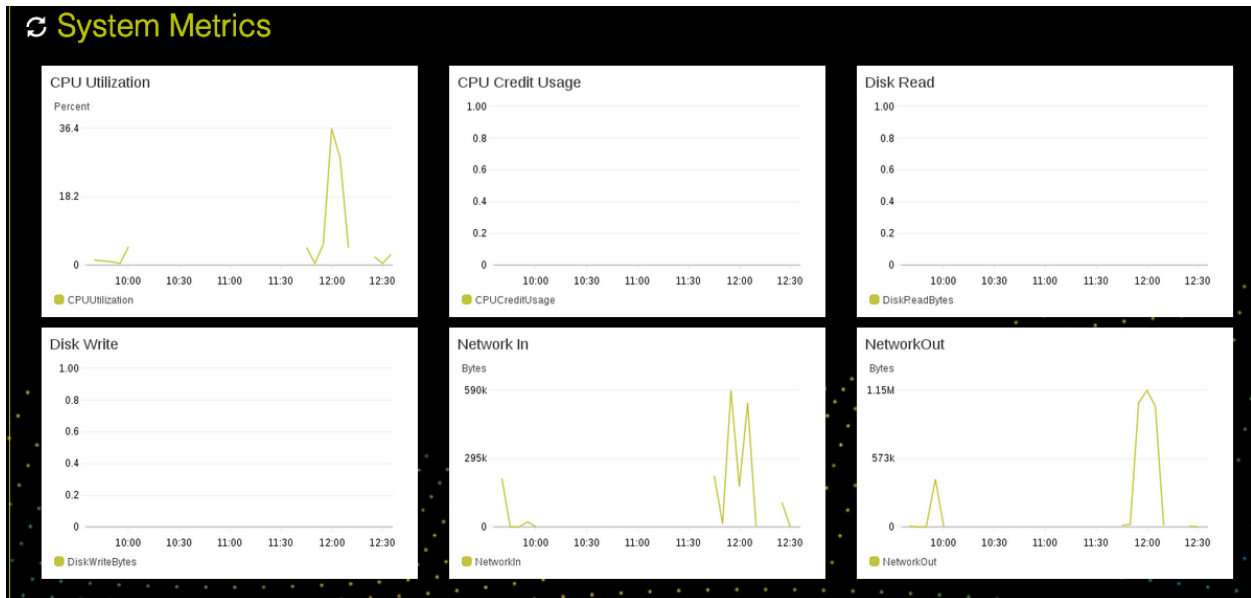 System Metrics
CPU Utilization
Percent
36.4
18.2
0
10:00 10:30 11:00 11:30 12:00 12:30
CPUUtilization
CPU Credit Usage
1.00
0.8
0.6
0.4
0.2
0
10:00 10:30 11:00 11:30 12:00 12:30
CPUCreditUsage
Disk Read
1.00
0.8
0.6
0.4
0.2
0
10:00 10:30 11:00 11:30 12:00 12:30
DiskReadBytes
Disk Write
1.00
0.8
0.6
0.4
0.2
0
10:00 10:30 11:00 11:30 12:00 12:30
DiskWriteBytes
Network In
Bytes
590k
295k
0
10:00 10:30 11:00 11:30 12:00 12:30
NetworkIn
NetworkOut
Bytes
1.15M
573k
0
10:00 10:30 11:00 11:30 12:00 12:30
NetworkOut